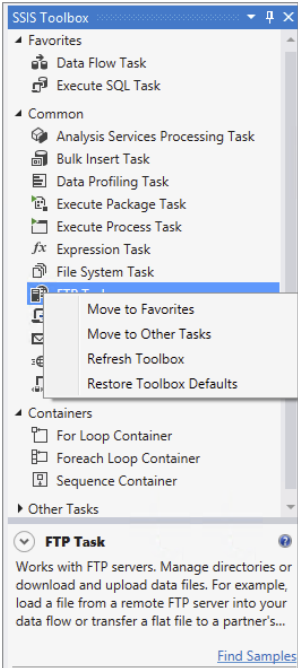 SSIS Toolbox
Favorites
Data Flow Task
Execute SQL Task
Common
Analysis Services Processing Task
Bulk Insert Task
Data Profiling Task
Execute Package Task
Execute Process Task
fx Expression Task
File System Task
FTP Task
Move to Favorites
Move to Other Tasks
Refresh Toolbox
Restore Toolbox Defaults
Containers
For Loop Container
Foreach Loop Container
Sequence Container
Other Tasks
FTP Task
Works with FTP servers. Manage directories or
download and upload data files. For example,
load a file from a remote FTP server into your
data flow or transfer a flat file to a partner's...
Find Samples